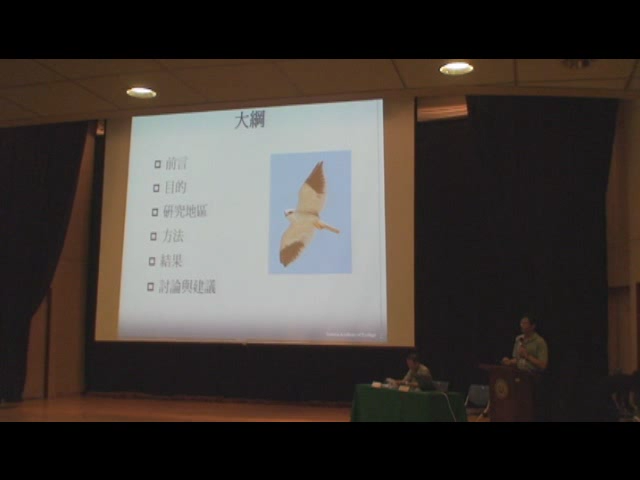 大綱
前言
目的
研究地區
方法
結果
討論與建議